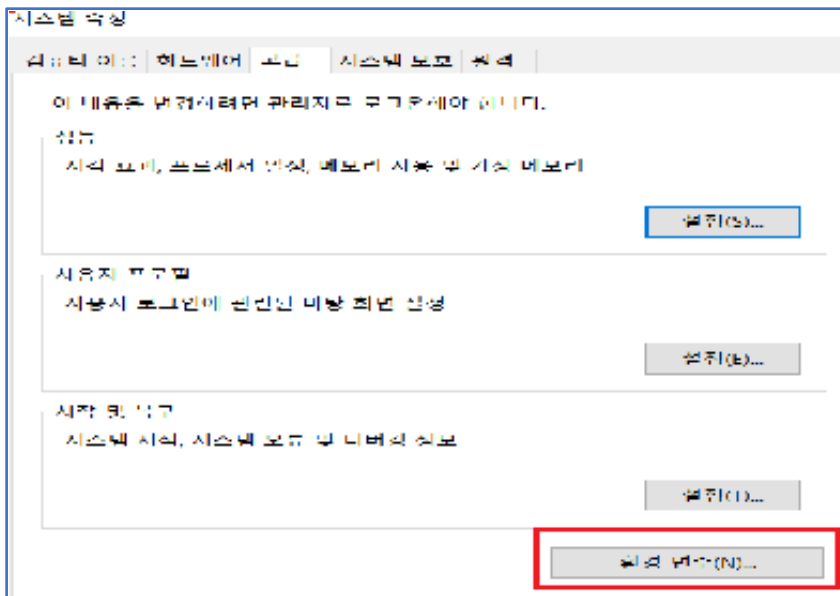 시스템 속성
컴퓨터 이름 하드웨어 고급 시스템 보호 원격
이 내용을 변경하려면 관리자로 로그온해야 합니다.
성능
시각 효과, 프로세서 일정, 메모리 사용 및 가상 메모리
설정(S)...
사용자 프로필
사용자 로그인에 관련된 바탕 화면 설정
설정(E)...
시작 및 복구
시스템 시작, 시스템 오류 및 디버깅 정보
설정(T)...
환경 변수(N)...